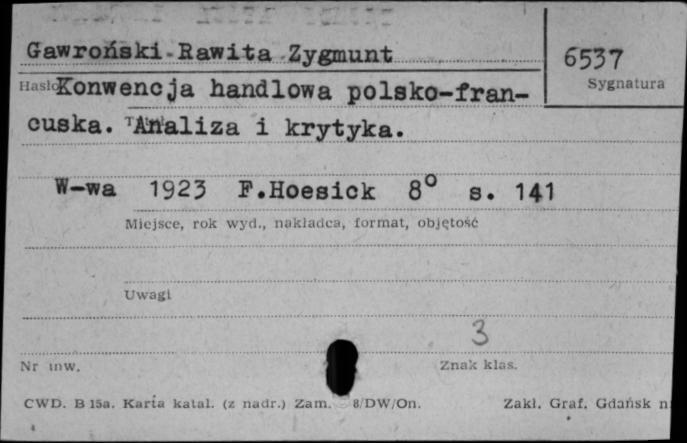 Gawroński-Rawita Zygmunt
6537
Sygnatura
Hasło
Konwencja handlowa polsko-fran-
cuska. Analiza i krytyka.
W-wa 1923 F.Hoesick 8° s. 141
Miejsce, rok wyd., nakładca, format, objętość
Uwagi
3
Nr inw. Znak klas.
CWD. B 15a. Karta katal. (z nadr.) Zam. 8/DW/On. Zakł. Graf. Gdańsk